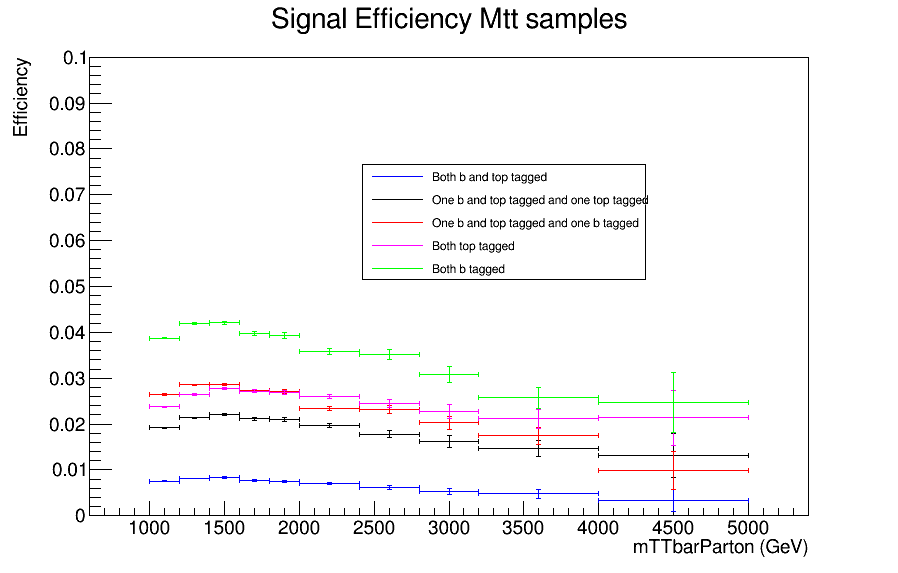 Signal Efficiency Mtt samples
Efficiency
0.1
0.09
0.08
0.07
0.06
0.05
0.04
0.03
0.02
0.01
0
Both b and top tagged
One b and top tagged and one top tagged
One b and top tagged and one b tagged
Both top tagged
Both b tagged
1000 1500 2000 2500 3000 3500 4000 4500 5000
mTTbarParton (GeV)